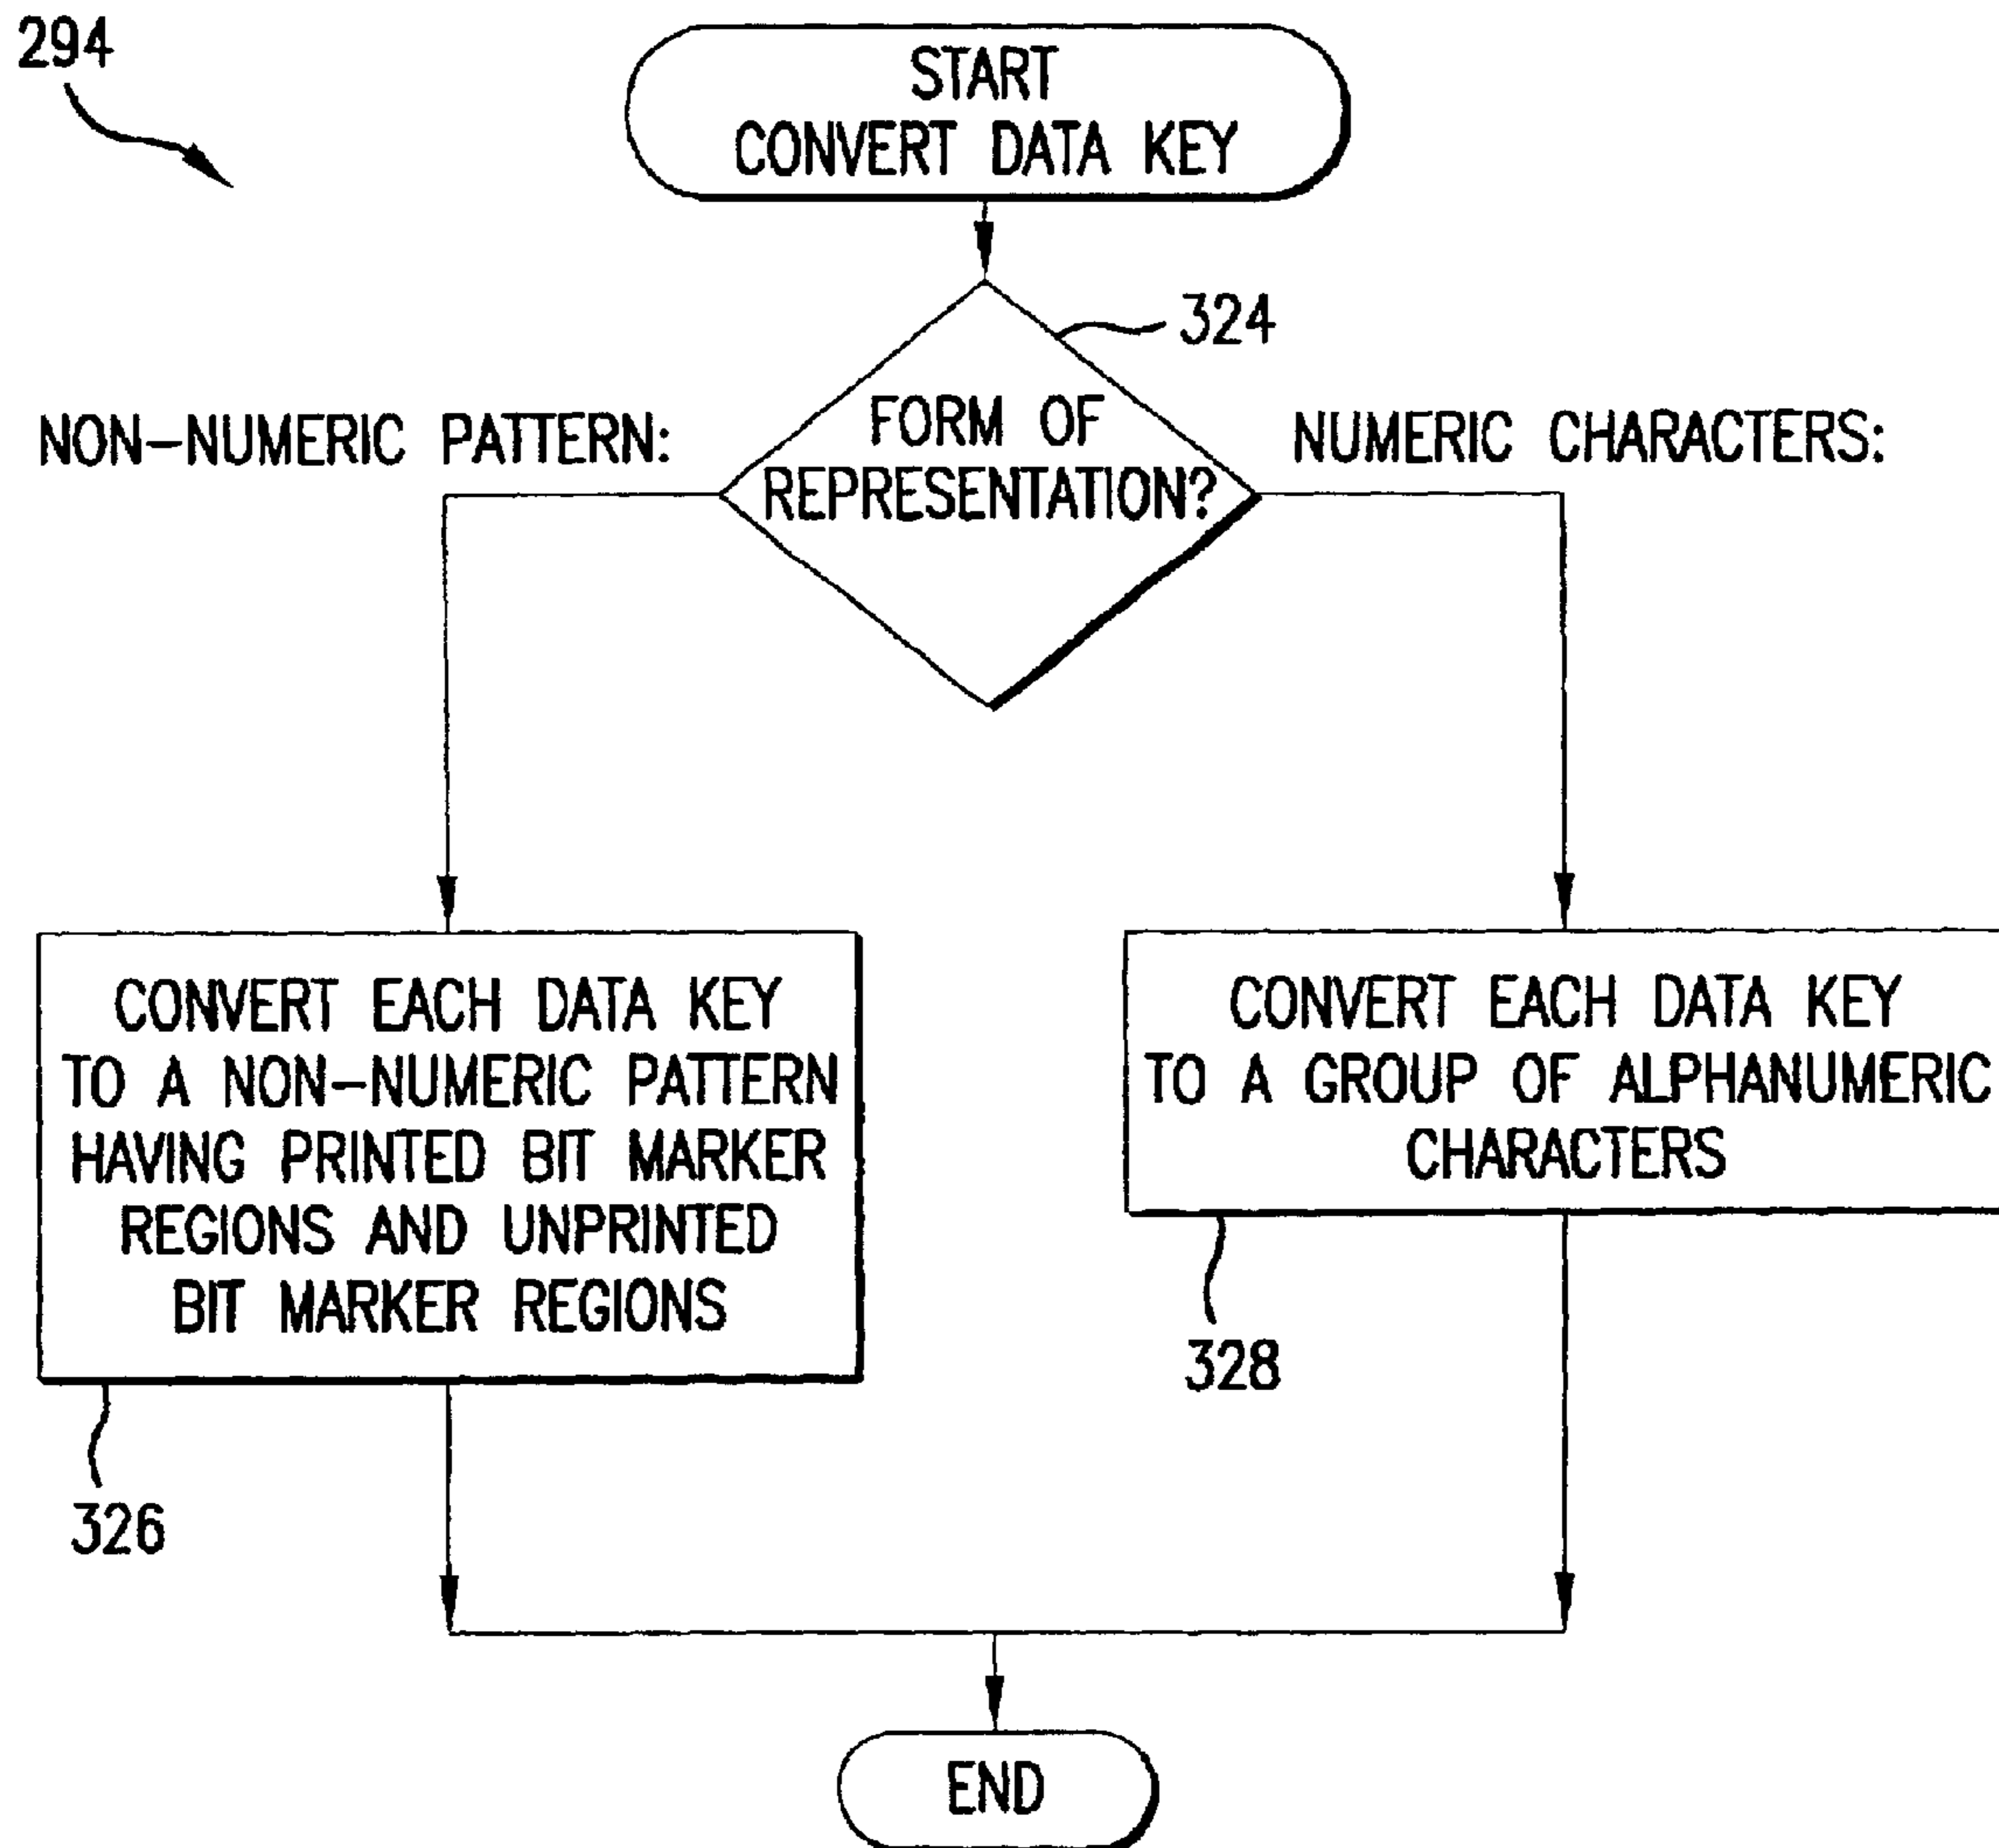 294
START
CONVERT DATA KEY
324
FORM OF
REPRESENTATION?
NON-NUMERIC PATTERN:
NUMERIC CHARACTERS:
CONVERT EACH DATA KEY
TO A NON-NUMERIC PATTERN
HAVING PRINTED BIT MARKER
REGIONS AND UNPRINTED
BIT MARKER REGIONS
326
CONVERT EACH DATA KEY
TO A GROUP OF ALPHANUMERIC
CHARACTERS
328
END